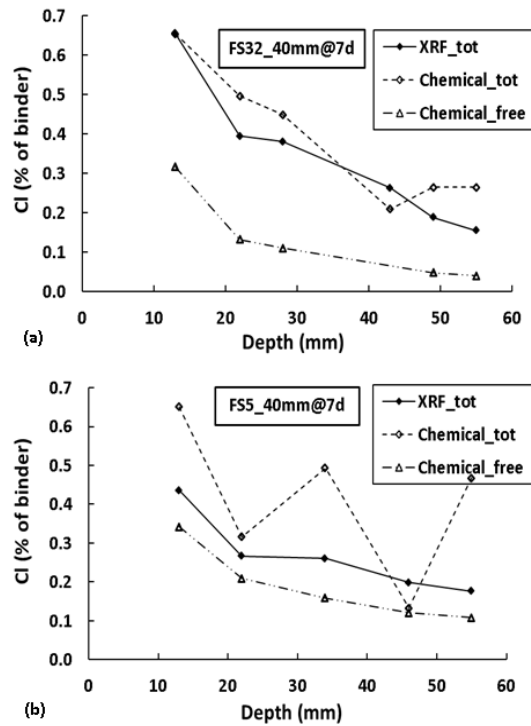 0.7
FS32_40mm@7d
XRF_tot
0.6
Chemical_tot
0.5
Chemical_free
0.4
0.3
0.2
0.1
0.0
Cl (% of binder)
0 10 20 30 40 50 60
(a)
Depth (mm)
0.7
FS5_40mm@7d
XRF_tot
0.6
Chemical_tot
0.5
Chemical_free
0.4
0.3
0.2
0.1
0.0
Cl (% of binder)
0 10 20 30 40 50 60
(b)
Depth (mm)